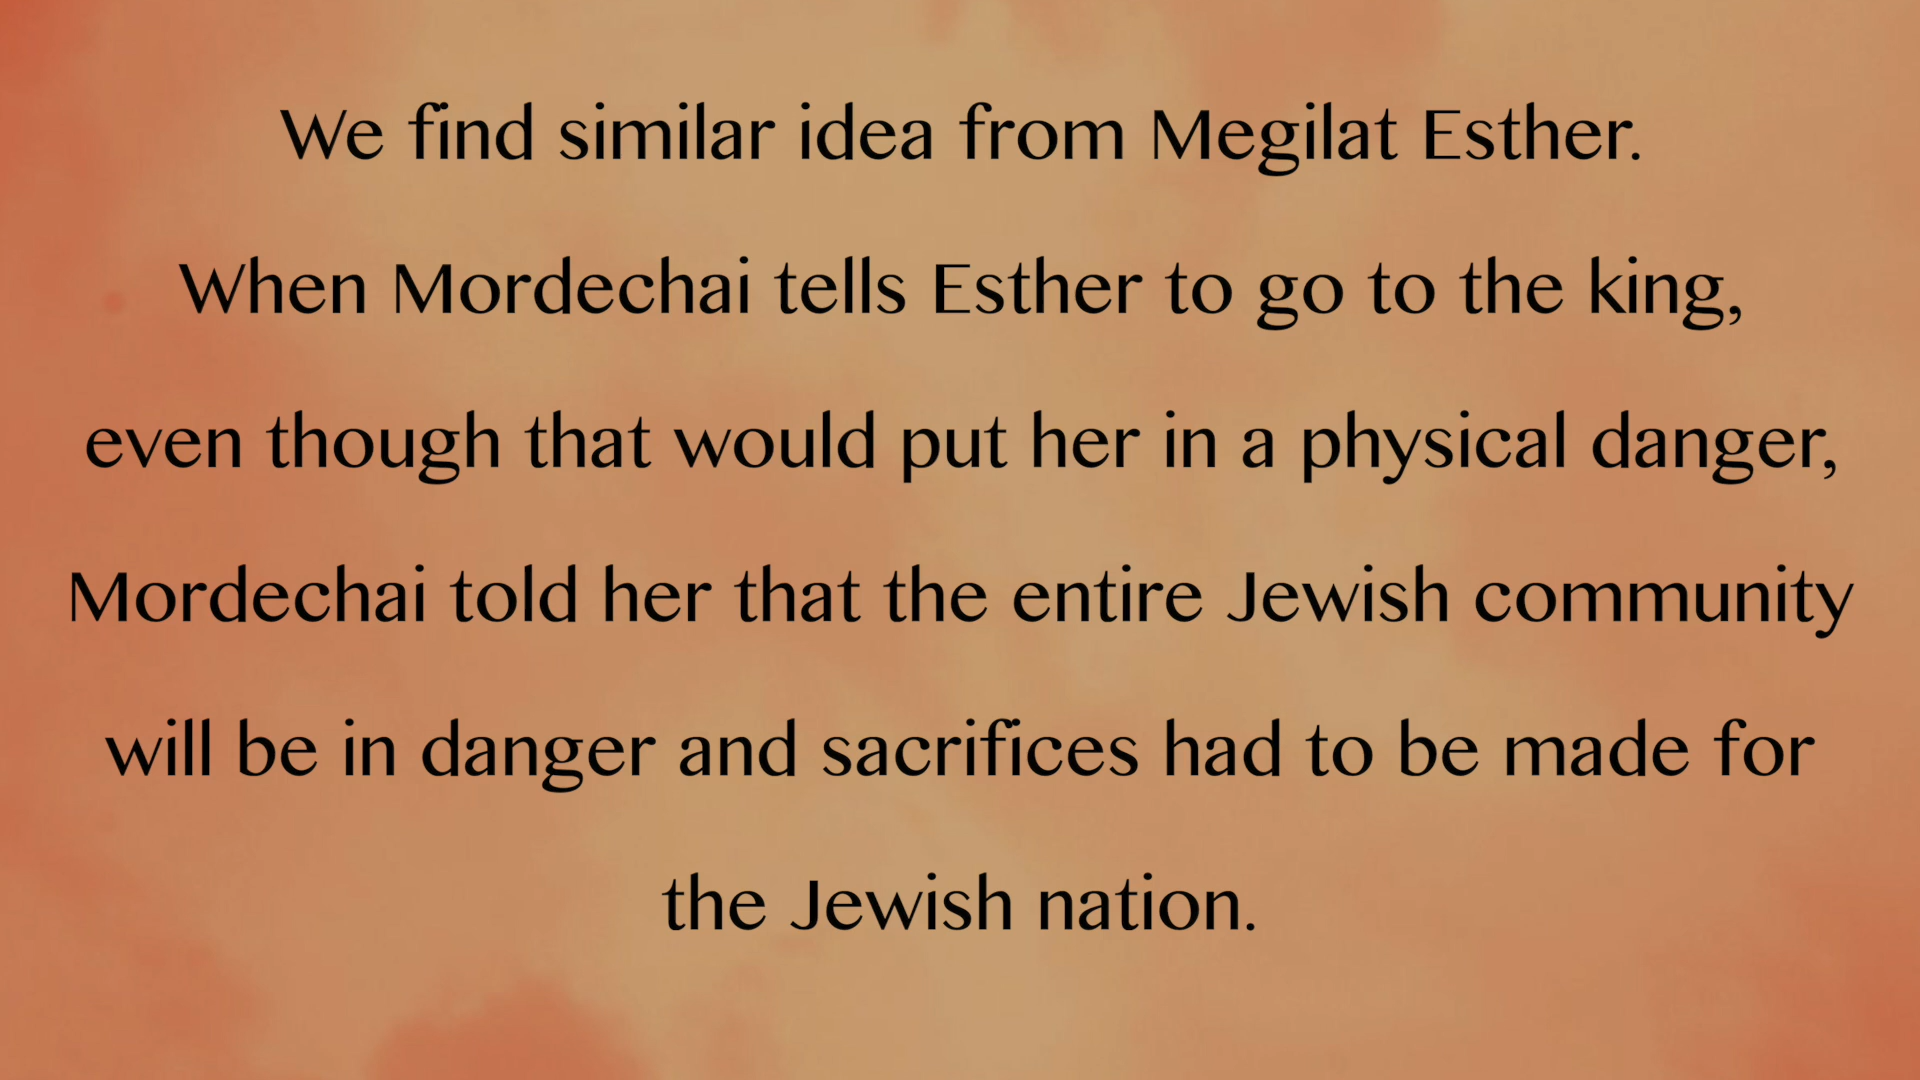 We find similar idea from Megilat Esther.
When Mordechai tells Esther to go to the king,
even though that would put her in a physical danger,
Mordechai told her that the entire Jewish community
will be in danger and sacrifices had to be made for
the Jewish nation.